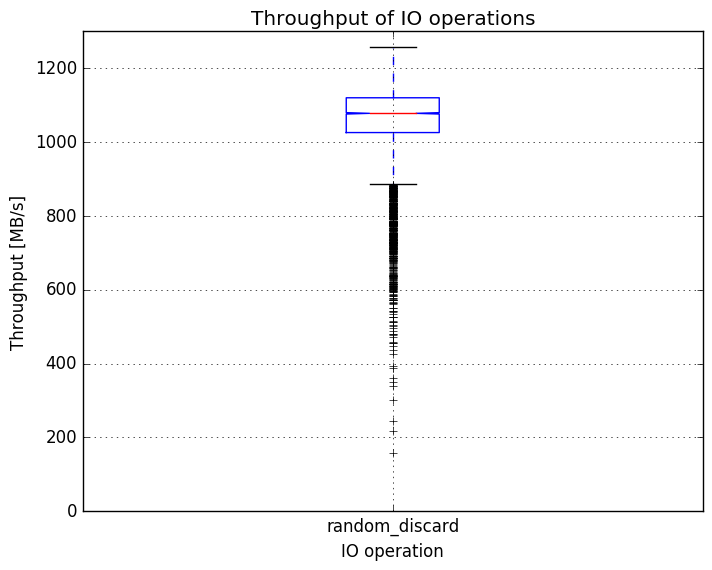 Throughput of IO operations
Throughput [MB/s]
1200
1000
800
600
400
200
0
random_discard
IO operation